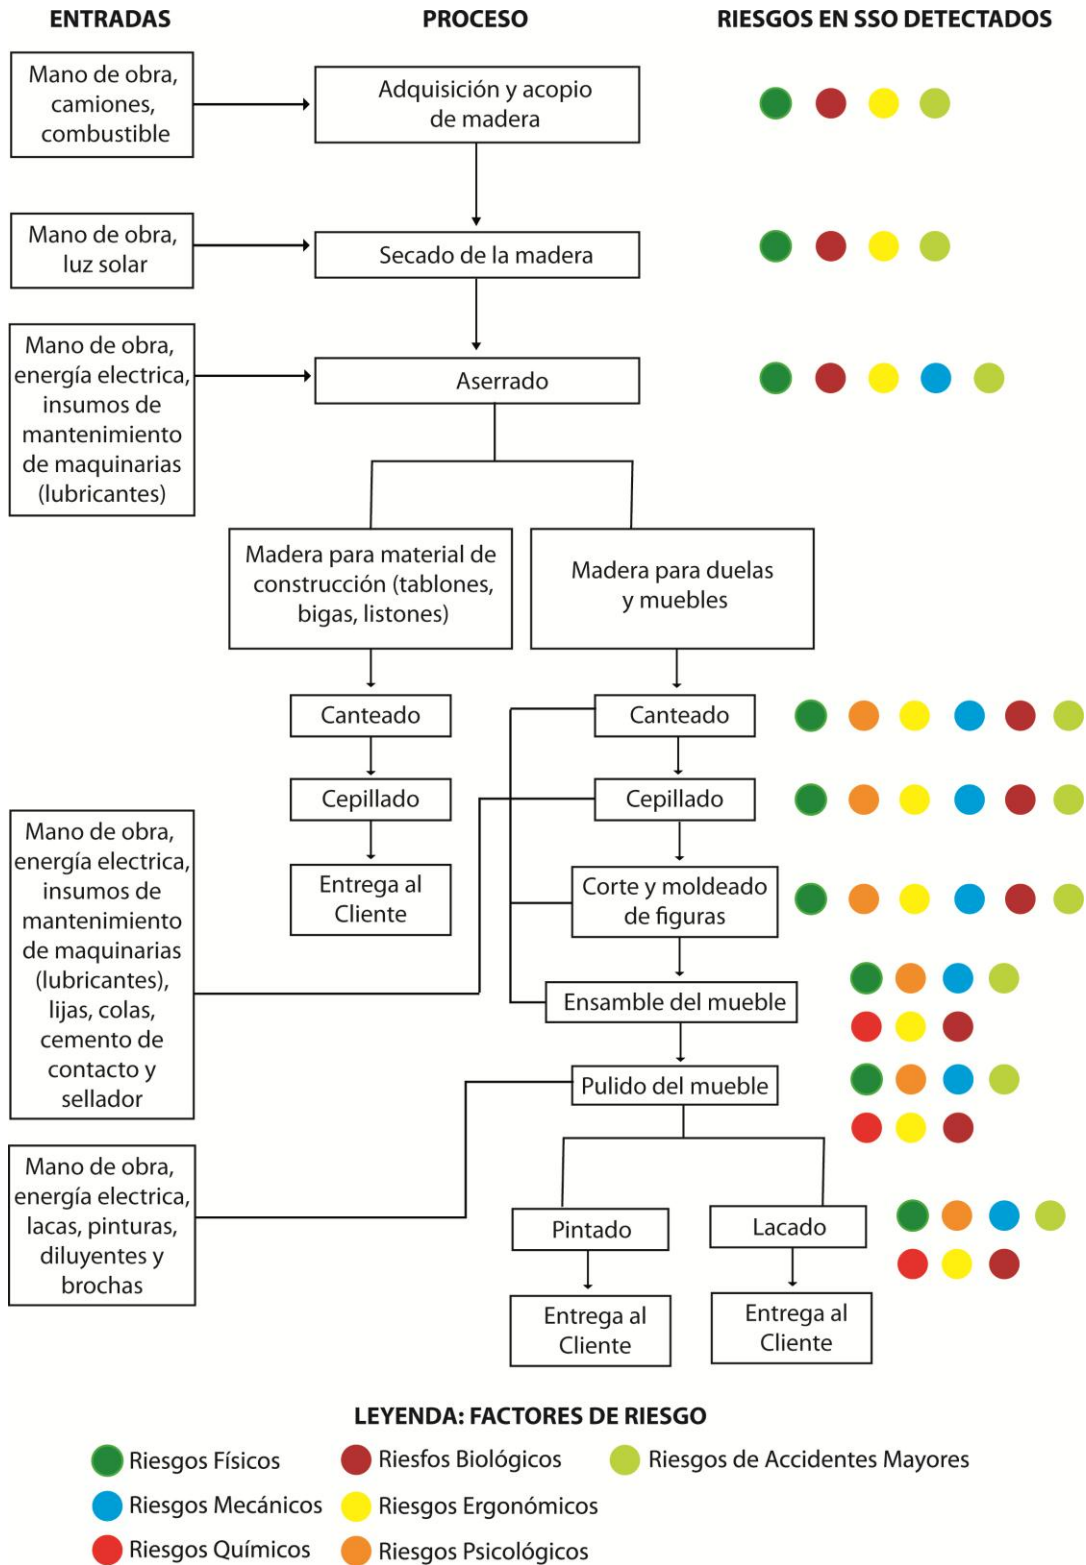 ENTRADAS
PROCESO
RIESGOS EN SSO DETECTADOS
Mano de obra,
camiones,
combustible
Adquisición y acopio
de madera
Mano de obra,
luz solar
Secado de la madera
Mano de obra,
energía electrica,
insumos de
mantenimiento
de maquinarias
(lubricantes)
Aserrado
Madera para material de
construcción (tablones,
bigas, listones)
Madera para duelas
y muebles
Canteado
Canteado
Cepillado
Cepillado
Entrega al
Cliente
Corte y moldeado
de figuras
Mano de obra,
energía electrica,
insumos de
mantenimiento
de maquinarias
(lubricantes),
lijas, colas,
cemento de
contacto y
sellador
Ensamble del mueble
Pulido del mueble
Mano de obra,
energía electrica,
lacas, pinturas,
diluyentes y
brochas
Pintado
Lacado
Entrega al
Cliente
Entrega al
Cliente
LEYENDA: FACTORES DE RIESGO
Riesgos Físicos
Riesfos Biológicos
Riesgos de Accidentes Mayores
Riesgos Mecánicos
Riesgos Ergonómicos
Riesgos Químicos
Riesgos Psicológicos